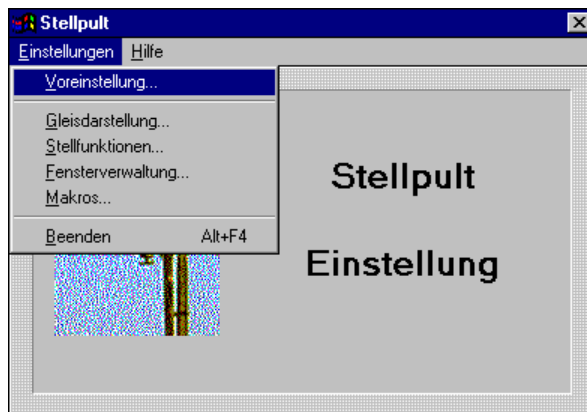 Stellpult
Einstellungen Hilfe
Voreinstellung...
Gleisdarstellung...
Stellfunktionen...
Fensterverwaltung...
Makros...
Beenden Alt+F4
Stellpult
Einstellung